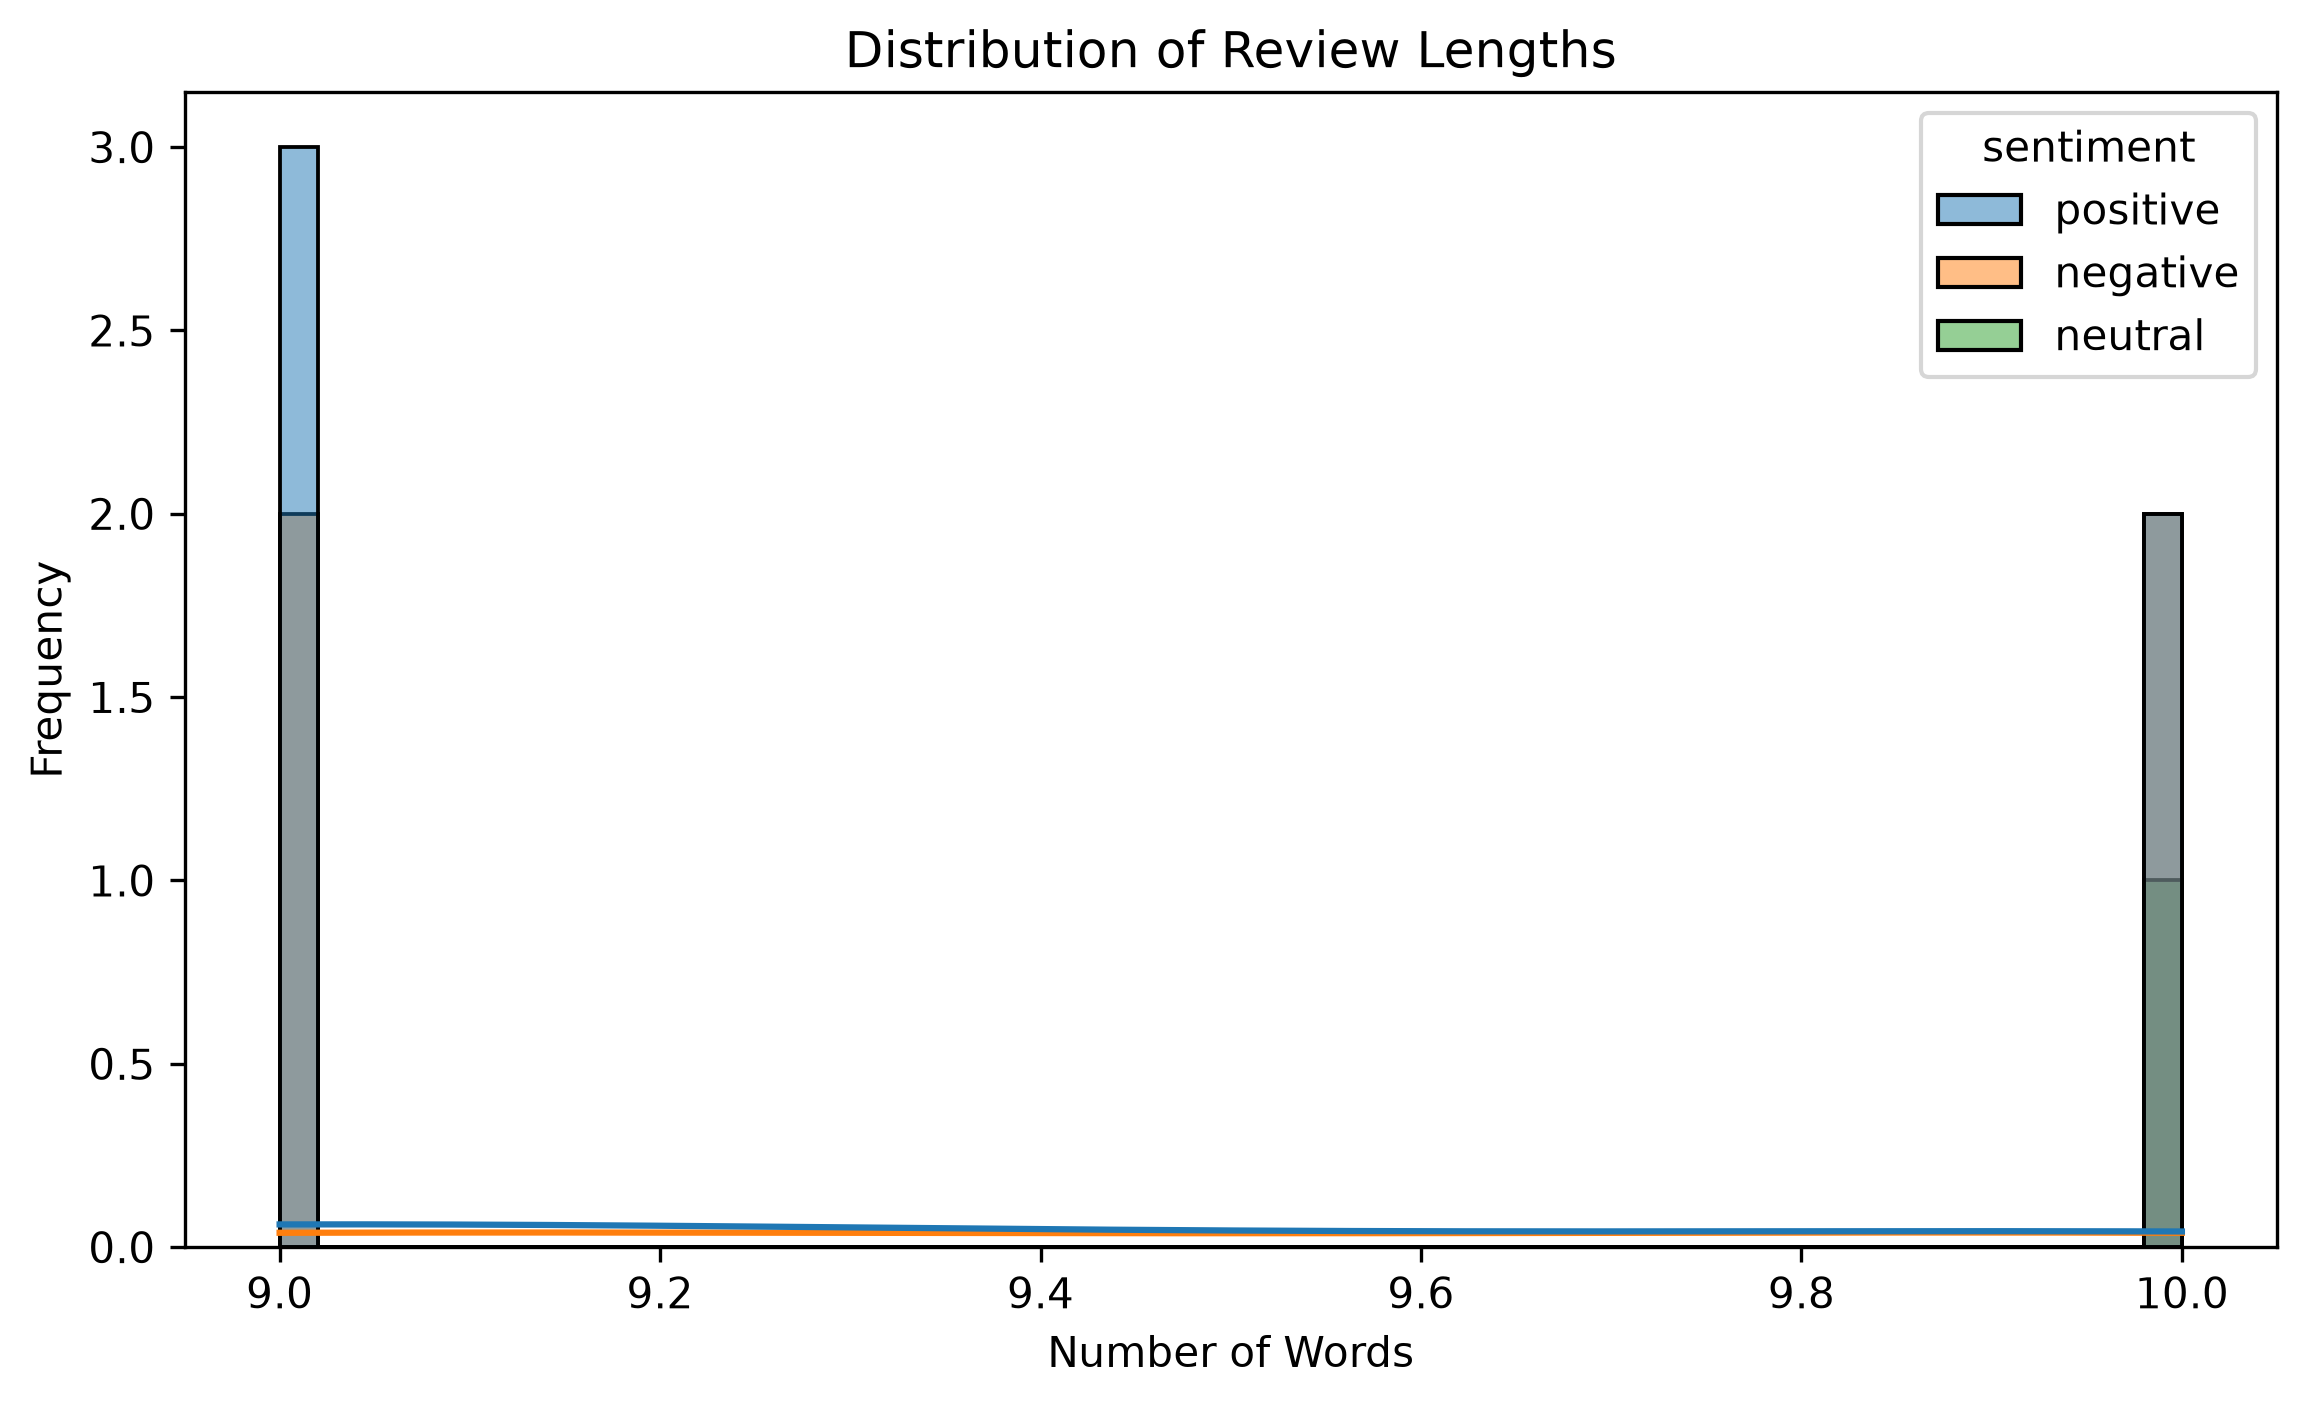 Distribution of Review Lengths
sentiment
positive
negative
neutral
Frequency
3.0
2.5
2.0
1.5
1.0
0.5
0.0
9.0 9.2 9.4 9.6 9.8 10.0
Number of Words